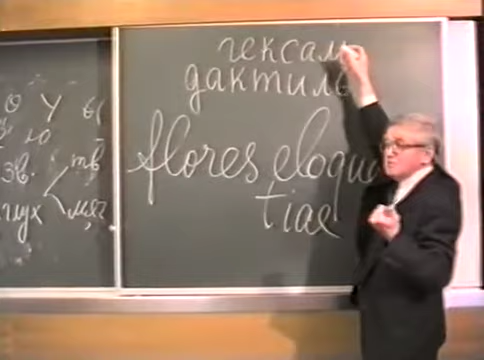 О У
ю
зв. тв
глух мяг
гексам
дактиле
flores eloque
tiae